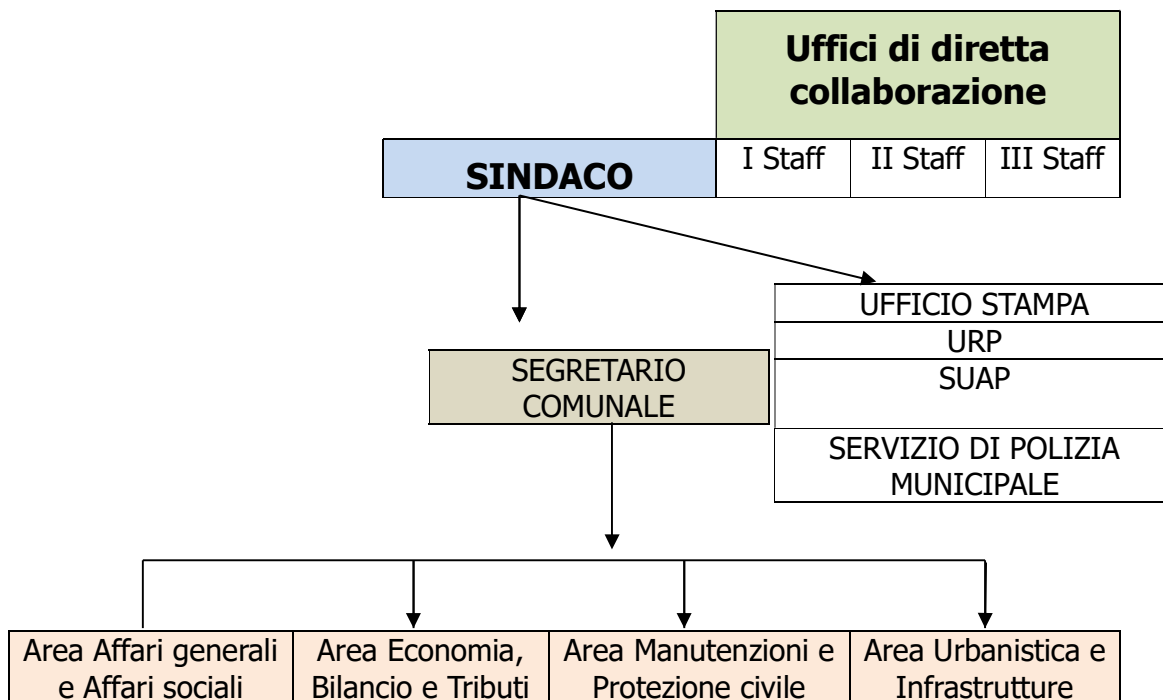 Uffici di diretta
collaborazione
SINDACO
I Staff
II Staff
III Staff
UFFICIO STAMPA
URP
SUAP
SERVIZIO DI POLIZIA
MUNICIPALE
SEGRETARIO
COMUNALE
Area Affari generali
e Affari sociali
Area Economia,
Bilancio e Tributi
Area Manutenzioni e
Protezione civile
Area Urbanistica e
Infrastrutture